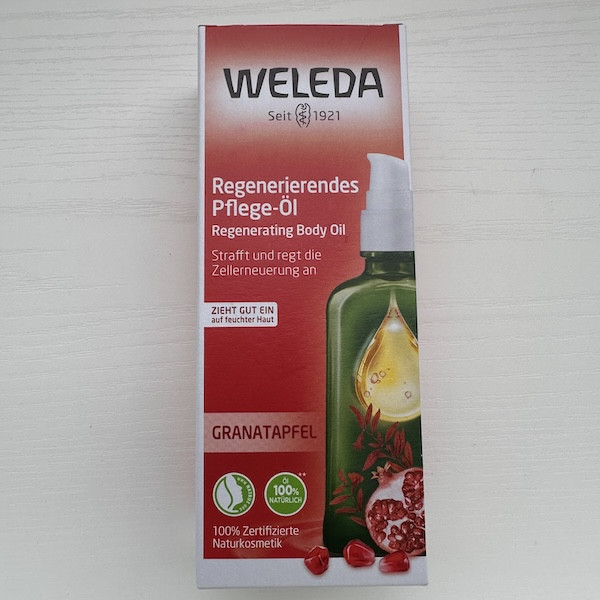 WELEDA
Seit 1921
Regenerierendes
Pflege-Öl
Regenerating Body Oil
Strafft und regt die
Zellerneuerung an
ZIEHT GUT EIN
auf feuchter Haut
GRANATAPFEL
Öl
100%
NATÜRLICH
**
100% Zertifizierte
Naturkosmetik